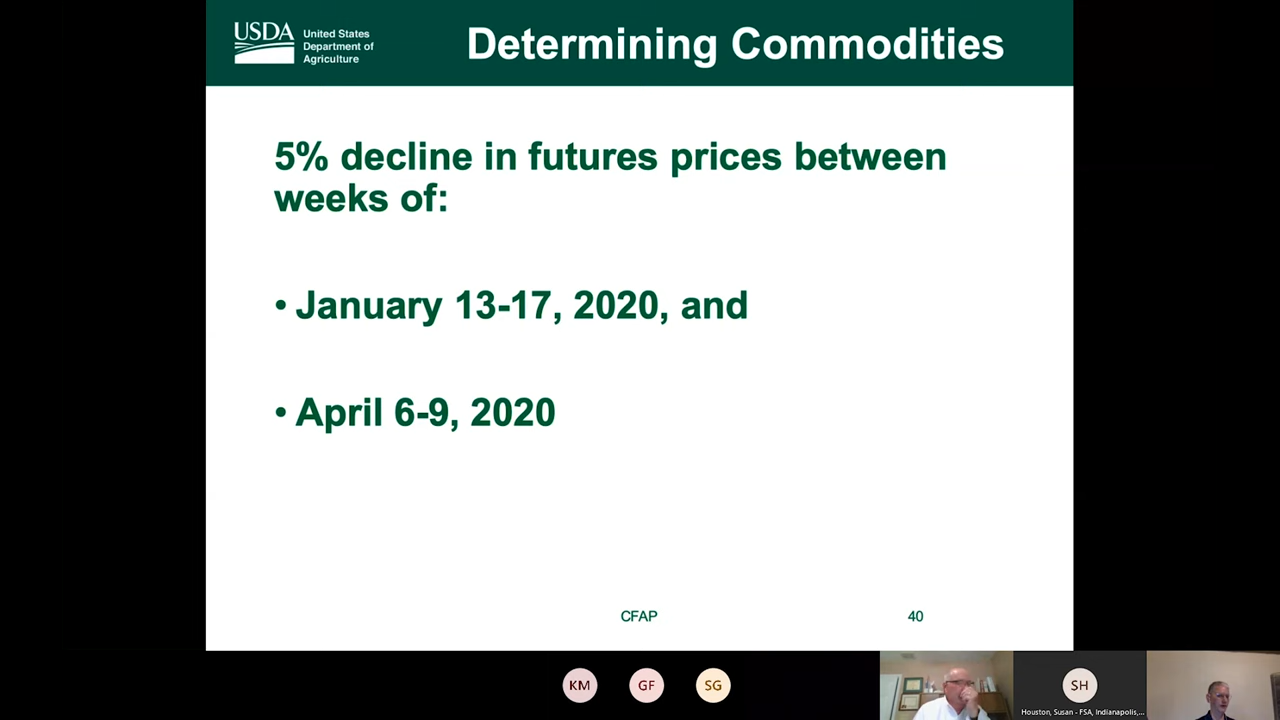 USDA
United States
Department of
Agriculture
Determining Commodities
5% decline in futures prices between
weeks of:
• January 13-17, 2020, and
• April 6-9, 2020
CFAP
40
KM
GF
SG
SH
Houston, Susan - FSA, Indianapolis,...